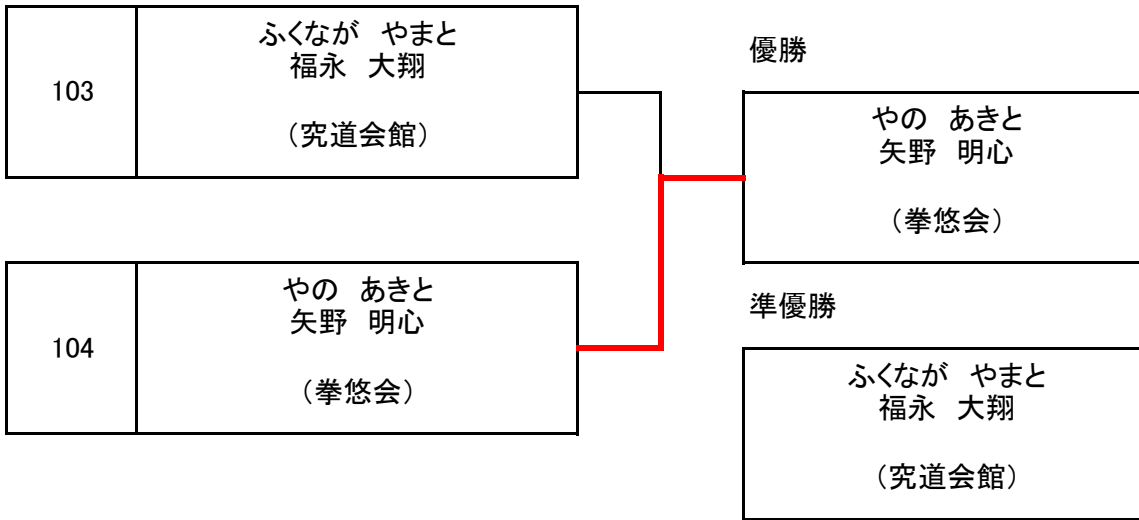 103
ふくなが　やまと
福永　大翔
（究道会館）
104
やの　あきと
矢野　明心
（拳悠会）
優勝
やの　あきと
矢野　明心
（拳悠会）
準優勝
ふくなが　やまと
福永　大翔
（究道会館）